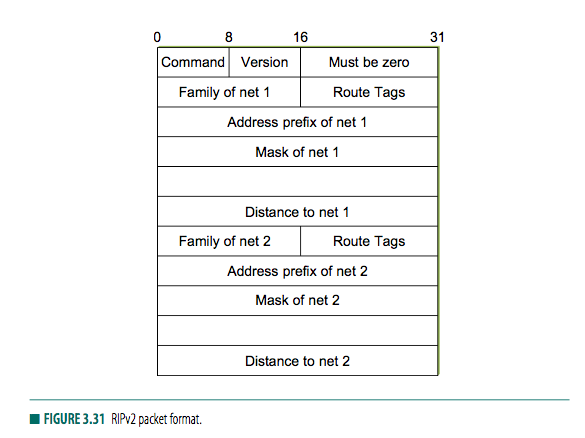 0 8 16 31
Command Version Must be zero
Family of net 1 Route Tags
Address prefix of net 1
Mask of net 1
Distance to net 1
Family of net 2 Route Tags
Address prefix of net 2
Mask of net 2
Distance to net 2
FIGURE 3.31 RIPv2 packet format.